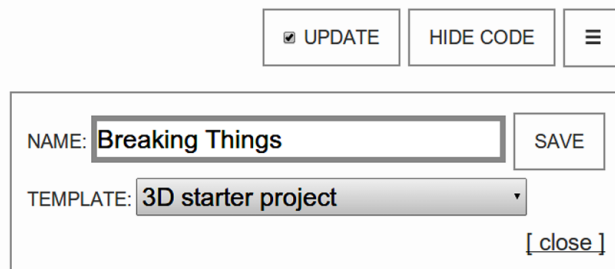 UPDATE HIDE CODE ☰
NAME: Breaking Things SAVE
TEMPLATE: 3D starter project
[ close ]